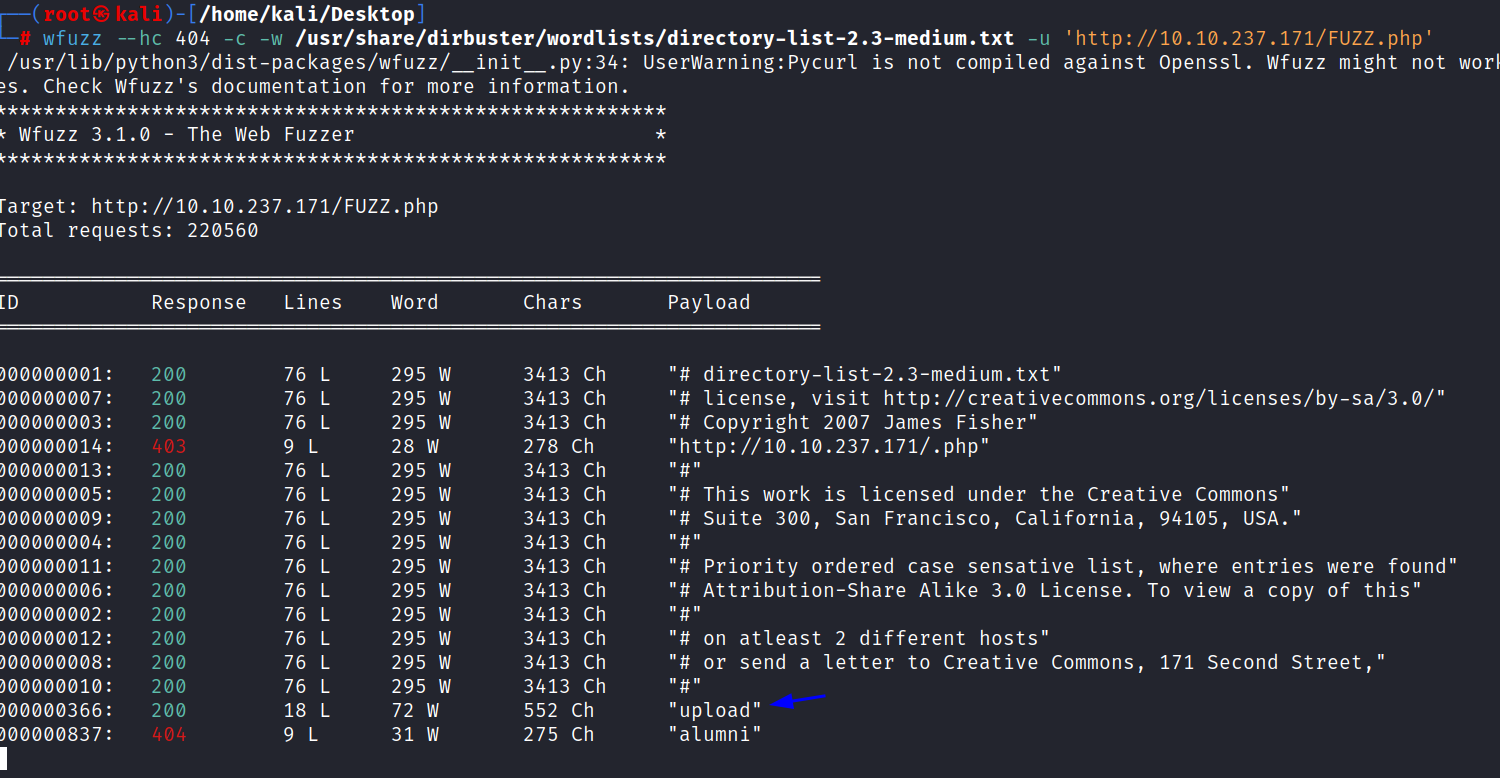 (root㉿kali)-[/home/kali/Desktop]
# wfuzz --hc 404 -c -w /usr/share/dirbuster/wordlists/directory-list-2.3-medium.txt -u 'http://10.10.237.171/FUZZ.php'
/usr/lib/python3/dist-packages/wfuzz/__init__.py:34: UserWarning:Pycurl is not compiled against Openssl. Wfuzz might not work
es. Check Wfuzz's documentation for more information.
********************************************************
* Wfuzz 3.1.0 - The Web Fuzzer                         *
********************************************************
Target: http://10.10.237.171/FUZZ.php
Total requests: 220560
=====================================================================
ID           Response   Lines    Word       Chars       Payload
=====================================================================
000000001:   200        76 L     295 W      3413 Ch     "# directory-list-2.3-medium.txt"
000000007:   200        76 L     295 W      3413 Ch     "# license, visit http://creativecommons.org/licenses/by-sa/3.0/"
000000003:   200        76 L     295 W      3413 Ch     "# Copyright 2007 James Fisher"
000000014:   403        9 L      28 W       278 Ch      "http://10.10.237.171/.php"
000000013:   200        76 L     295 W      3413 Ch     "#"
000000005:   200        76 L     295 W      3413 Ch     "# This work is licensed under the Creative Commons"
000000009:   200        76 L     295 W      3413 Ch     "# Suite 300, San Francisco, California, 94105, USA."
000000004:   200        76 L     295 W      3413 Ch     "#"
000000011:   200        76 L     295 W      3413 Ch     "# Priority ordered case sensative list, where entries were found"
000000006:   200        76 L     295 W      3413 Ch     "# Attribution-Share Alike 3.0 License. To view a copy of this"
000000002:   200        76 L     295 W      3413 Ch     "#"
000000012:   200        76 L     295 W      3413 Ch     "# on atleast 2 different hosts"
000000008:   200        76 L     295 W      3413 Ch     "# or send a letter to Creative Commons, 171 Second Street,"
000000010:   200        76 L     295 W      3413 Ch     "#"
000000366:   200        18 L     72 W       552 Ch      "upload"
000000837:   404        9 L      31 W       275 Ch      "alumni"